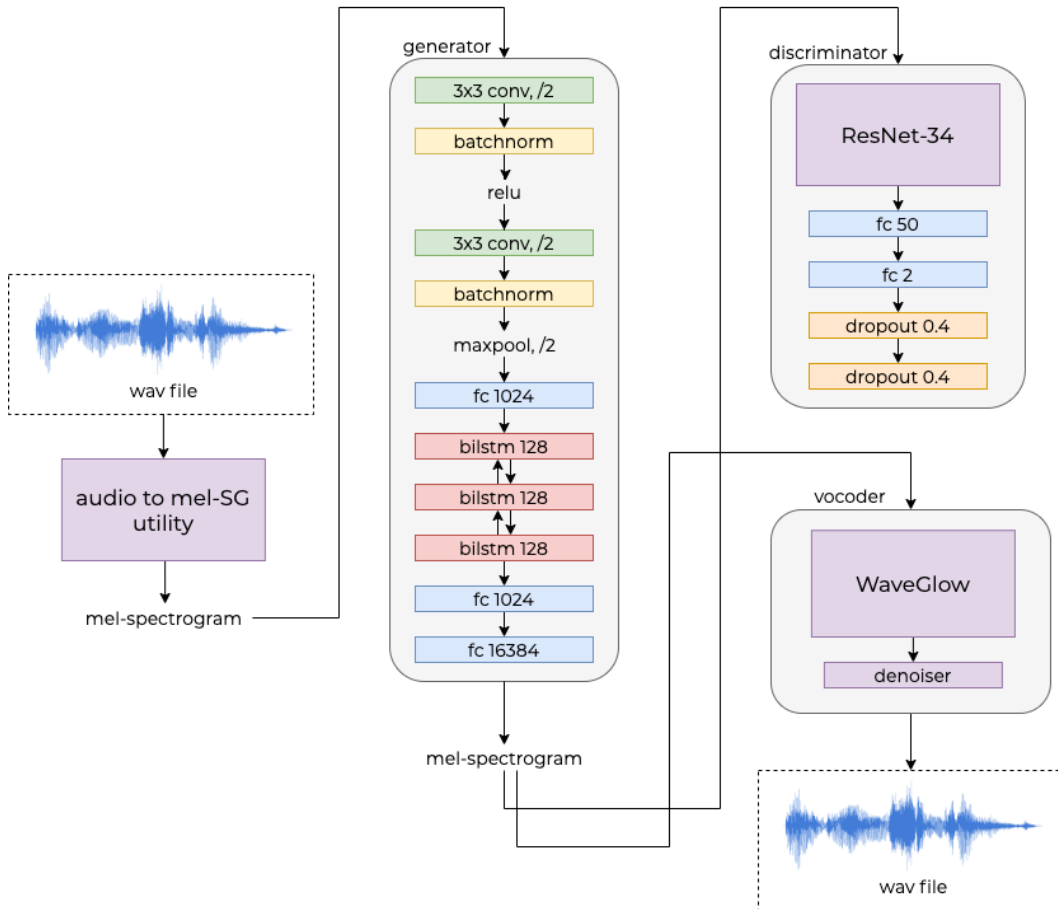 wav file
audio to mel-SG
utility
mel-spectrogram
generator
3x3 conv, /2
batchnorm
relu
3x3 conv, /2
batchnorm
maxpool, /2
fc 1024
bilstm 128
bilstm 128
bilstm 128
fc 1024
fc 16384
mel-spectrogram
discriminator
ResNet-34
fc 50
fc 2
dropout 0.4
dropout 0.4
vocoder
WaveGlow
denoiser
wav file